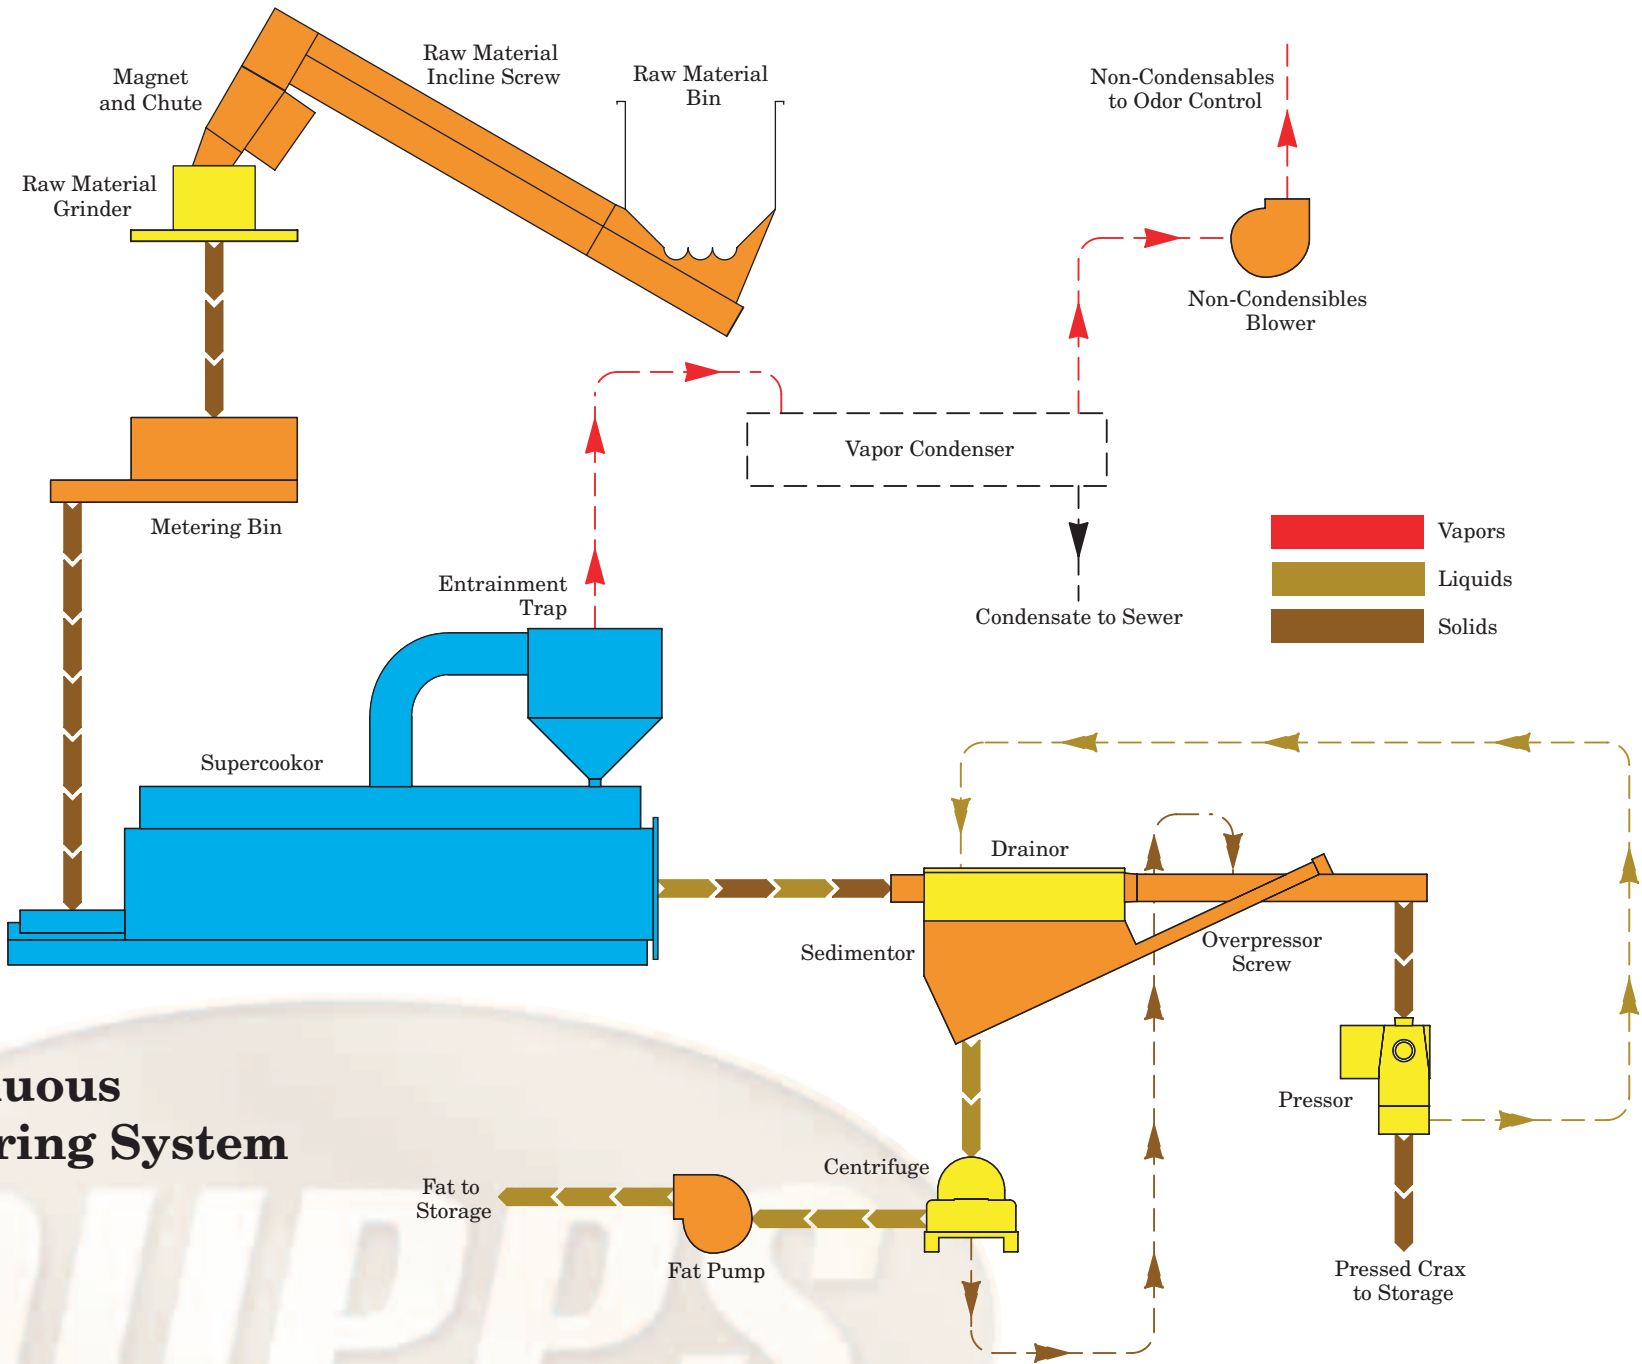 Raw Material
Incline Screw
Raw Material
Bin
Magnet
and Chute
Non-Condensables
to Odor Control
Raw Material
Grinder
Non-Condensibles
Blower
Vapor Condenser
Metering Bin
Vapors
Entrainment
Trap
Liquids
Condensate to Sewer
Solids
Supercookor
Drainor
Sedimentor
Overpressor
Screw
uous
ring System
Pressor
Centrifuge
Fat to
Storage
Fat Pump
Pressed Crax
to Storage
UPPS